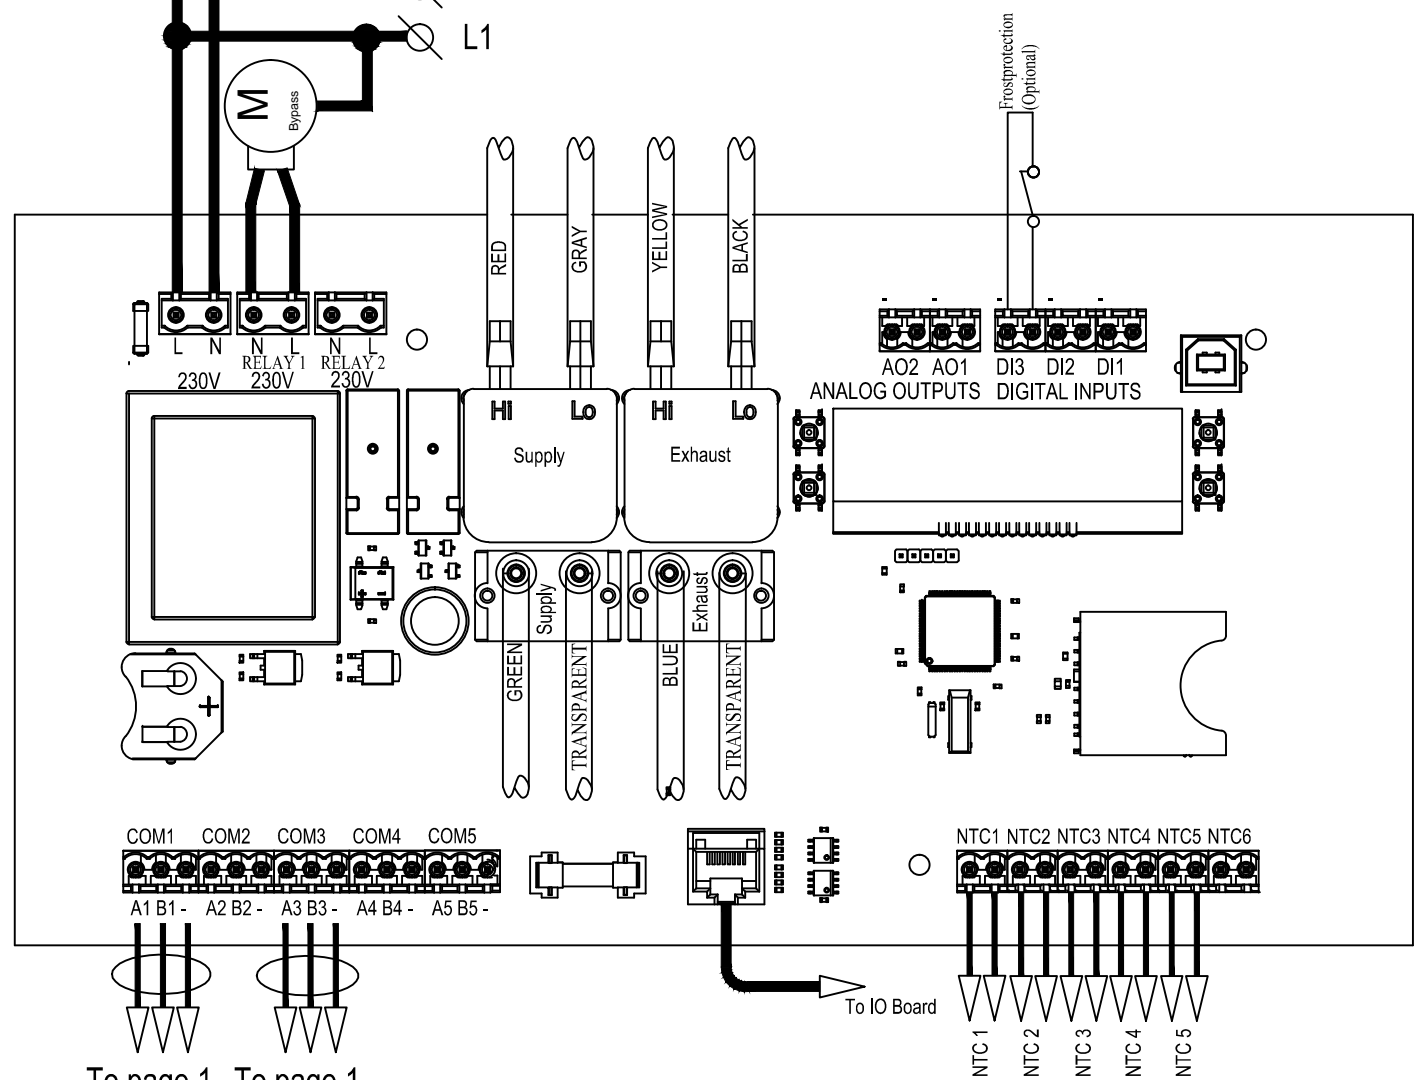 L1
Frostprotection
(Optional)
M
Bypass
RED
GRAY
YELLOW
BLACK
L N N L N L
RELAY 1 RELAY 2
230V 230V 230V
AO2 AO1 DI3 DI2 DI1
ANALOG OUTPUTS DIGITAL INPUTS
Hi Lo Hi Lo
Supply Exhaust
Supply
Exhaust
GREEN
TRANSPARENT
BLUE
TRANSPARENT
+
COM1 COM2 COM3 COM4 COM5
NTC1 NTC2 NTC3 NTC4 NTC5 NTC6
A1 B1 - A2 B2 - A3 B3 - A4 B4 - A5 B5 -
To IO Board
NTC 1
NTC 2
NTC 3
NTC 4
NTC 5
To page 1 To page 1